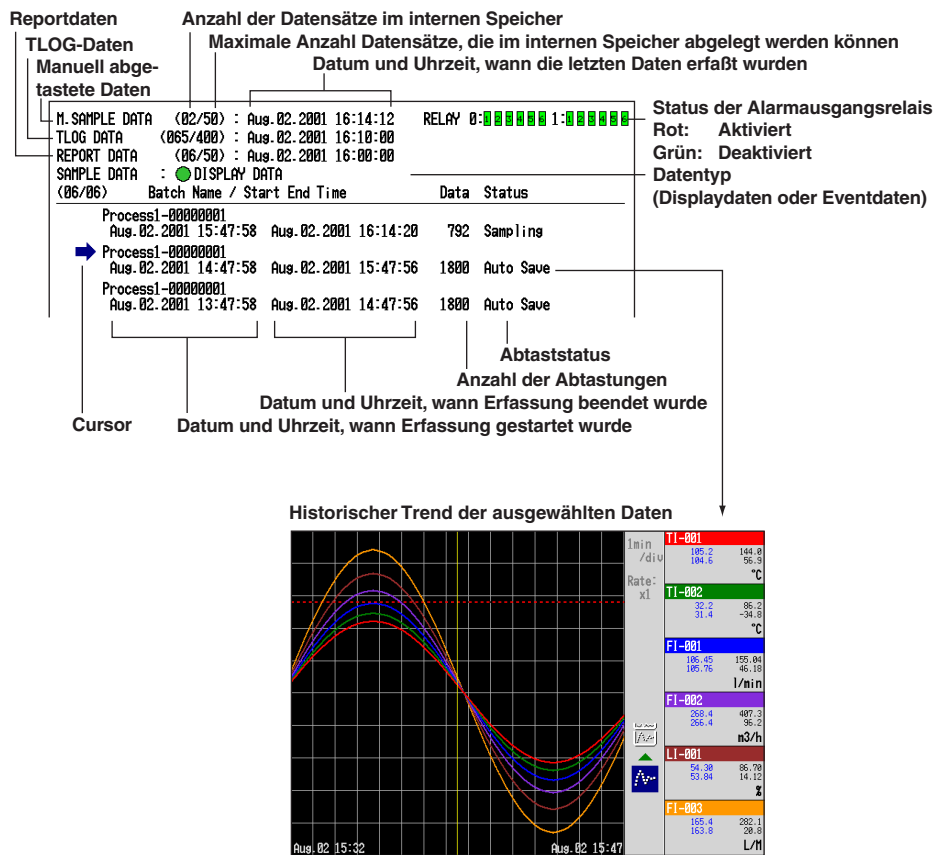 Reportdaten
Anzahl der Datensätze im internen Speicher
TLOG-Daten
Maximale Anzahl Datensätze, die im internen Speicher abgelegt werden können
Manuell abge-
tastete Daten
Datum und Uhrzeit, wann die letzten Daten erfaßt wurden
M.SAMPLE DATA (02/50) : Aug.02.2001 16:14:12 RELAY 0:123456 1:123456
TLOG DATA (065/400) : Aug.02.2001 16:10:00
REPORT DATA (06/50) : Aug.02.2001 16:00:00
SAMPLE DATA : DISPLAY DATA
(06/06) Batch Name / Start End Time Data Status
Process1-00000001
Aug.02.2001 15:47:58 Aug.02.2001 16:14:20 792 Sampling
Process1-00000001
Aug.02.2001 14:47:58 Aug.02.2001 15:47:56 1800 Auto Save
Process1-00000001
Aug.02.2001 13:47:58 Aug.02.2001 14:47:56 1800 Auto Save
Status der Alarmausgangsrelais
Rot: Aktiviert
Grün: Deaktiviert
Datentyp
(Displaydaten oder Eventdaten)
Abtaststatus
Anzahl der Abtastungen
Datum und Uhrzeit, wann Erfassung beendet wurde
Cursor
Datum und Uhrzeit, wann Erfassung gestartet wurde
Historischer Trend der ausgewählten Daten
1min
/div
Rate:
x1
TI-001
105.2 144.0
104.6 56.9
°C
TI-002
32.2 86.2
31.4 -34.8
°C
FI-001
106.45 155.04
105.76 46.18
l/min
FI-002
268.4 407.3
266.4 96.2
m3/h
LI-001
54.30 86.70
53.84 14.12
%
FI-003
165.4 282.1
163.8 20.8
L/M
Aug.02 15:32
Aug.02 15:47